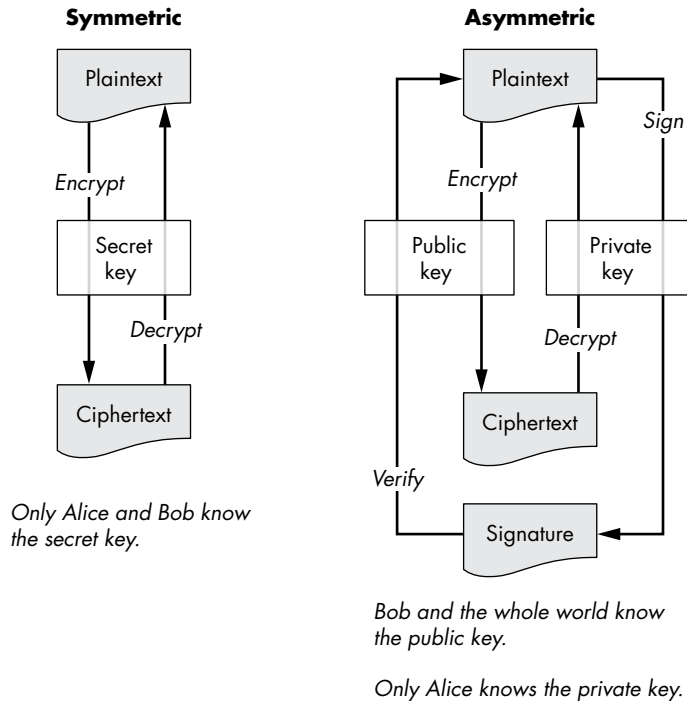 Symmetric
Plaintext
Encrypt
Secret
key
Decrypt
Ciphertext
Only Alice and Bob know
the secret key.
Asymmetric
Plaintext
Sign
Encrypt
Public
key
Private
key
Decrypt
Ciphertext
Verify
Signature
Bob and the whole world know
the public key.
Only Alice knows the private key.